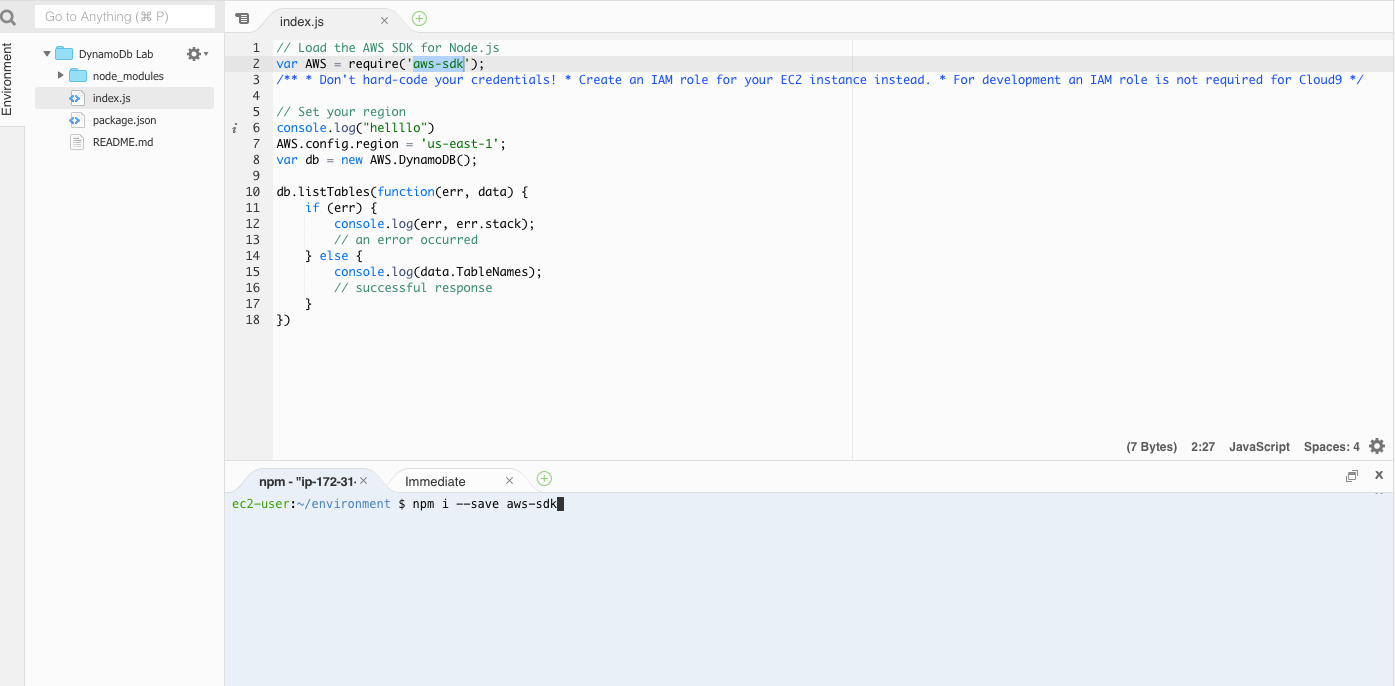 Go to Anything (⌘ P)
Environment
DynamoDb Lab
node_modules
index.js
package.json
README.md
index.js
1 // Load the AWS SDK for Node.js
2 var AWS = require('aws-sdk');
3 /** * Don't hard-code your credentials! * Create an IAM role for your EC2 instance instead. * For development an IAM role is not required for Cloud9 */
4
5 // Set your region
i 6 console.log("hellllo")
7 AWS.config.region = 'us-east-1';
8 var db = new AWS.DynamoDB();
9
10 db.listTables(function(err, data) {
11     if (err) {
12         console.log(err, err.stack);
13         // an error occurred
14     } else {
15         console.log(data.TableNames);
16         // successful response
17     }
18 })
(7 Bytes) 2:27 JavaScript Spaces: 4
npm - "ip-172-31- Immediate
ec2-user:~/environment $ npm i --save aws-sdk